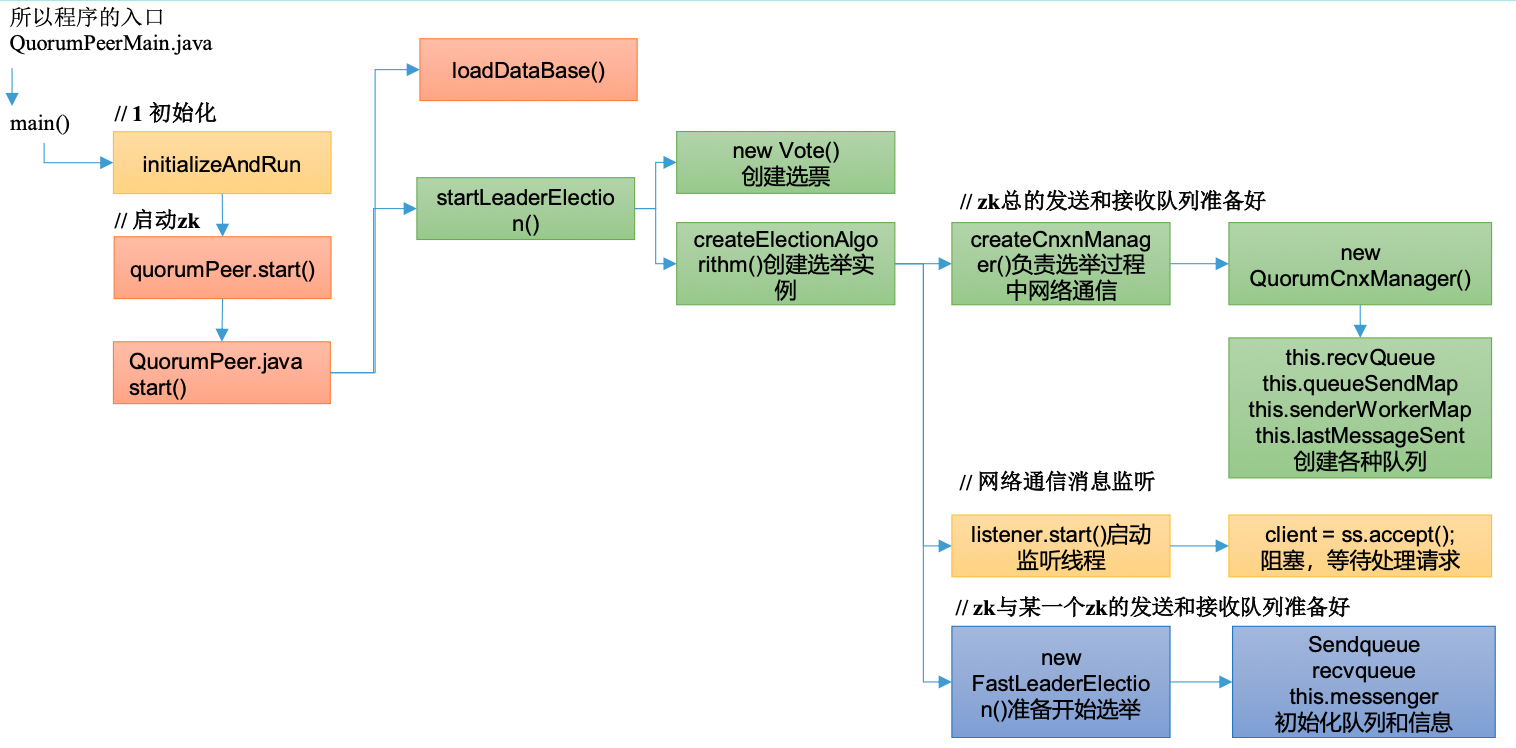 所以程序的入口
QuorumPeerMain.java
main()
// 1 初始化
initializeAndRun
// 启动zk
quorumPeer.start()
QuorumPeer.java
start()
loadDataBase()
startLeaderElectio
n()
new Vote()
创建选票
createElectionAlgo
rithm()创建选举实
例
// zk总的发送和接收队列准备好
createCnxnManag
er()负责选举过程
中网络通信
new
QuorumCnxManager()
this.recvQueue
this.queueSendMap
this.senderWorkerMap
this.lastMessageSent
创建各种队列
// 网络通信消息监听
listener.start()启动
监听线程
client = ss.accept();
阻塞，等待处理请求
// zk与某一个zk的发送和接收队列准备好
new
FastLeaderElectio
n()准备开始选举
Sendqueue
recvqueue
this.messenger
初始化队列和信息